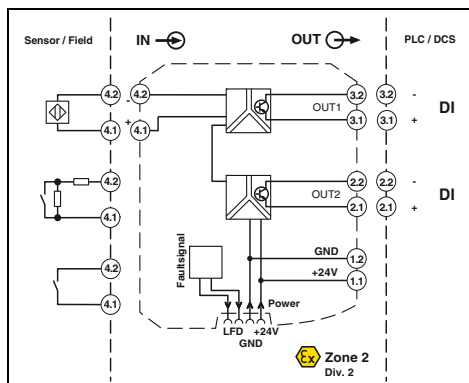 Sensor / Field IN OUT PLC / DCS
4.2 - 4.2 3.2 3.2 - DI
OUT1
4.1 + 4.1 3.1 3.1 +
4.2 2.2 2.2 - DI
OUT2
4.1 2.1 2.1 +
Faultsignal
GND 1.2
4.2
+24V 1.1
4.1
Power
LFD +24V
GND
Ex Zone 2
Div. 2